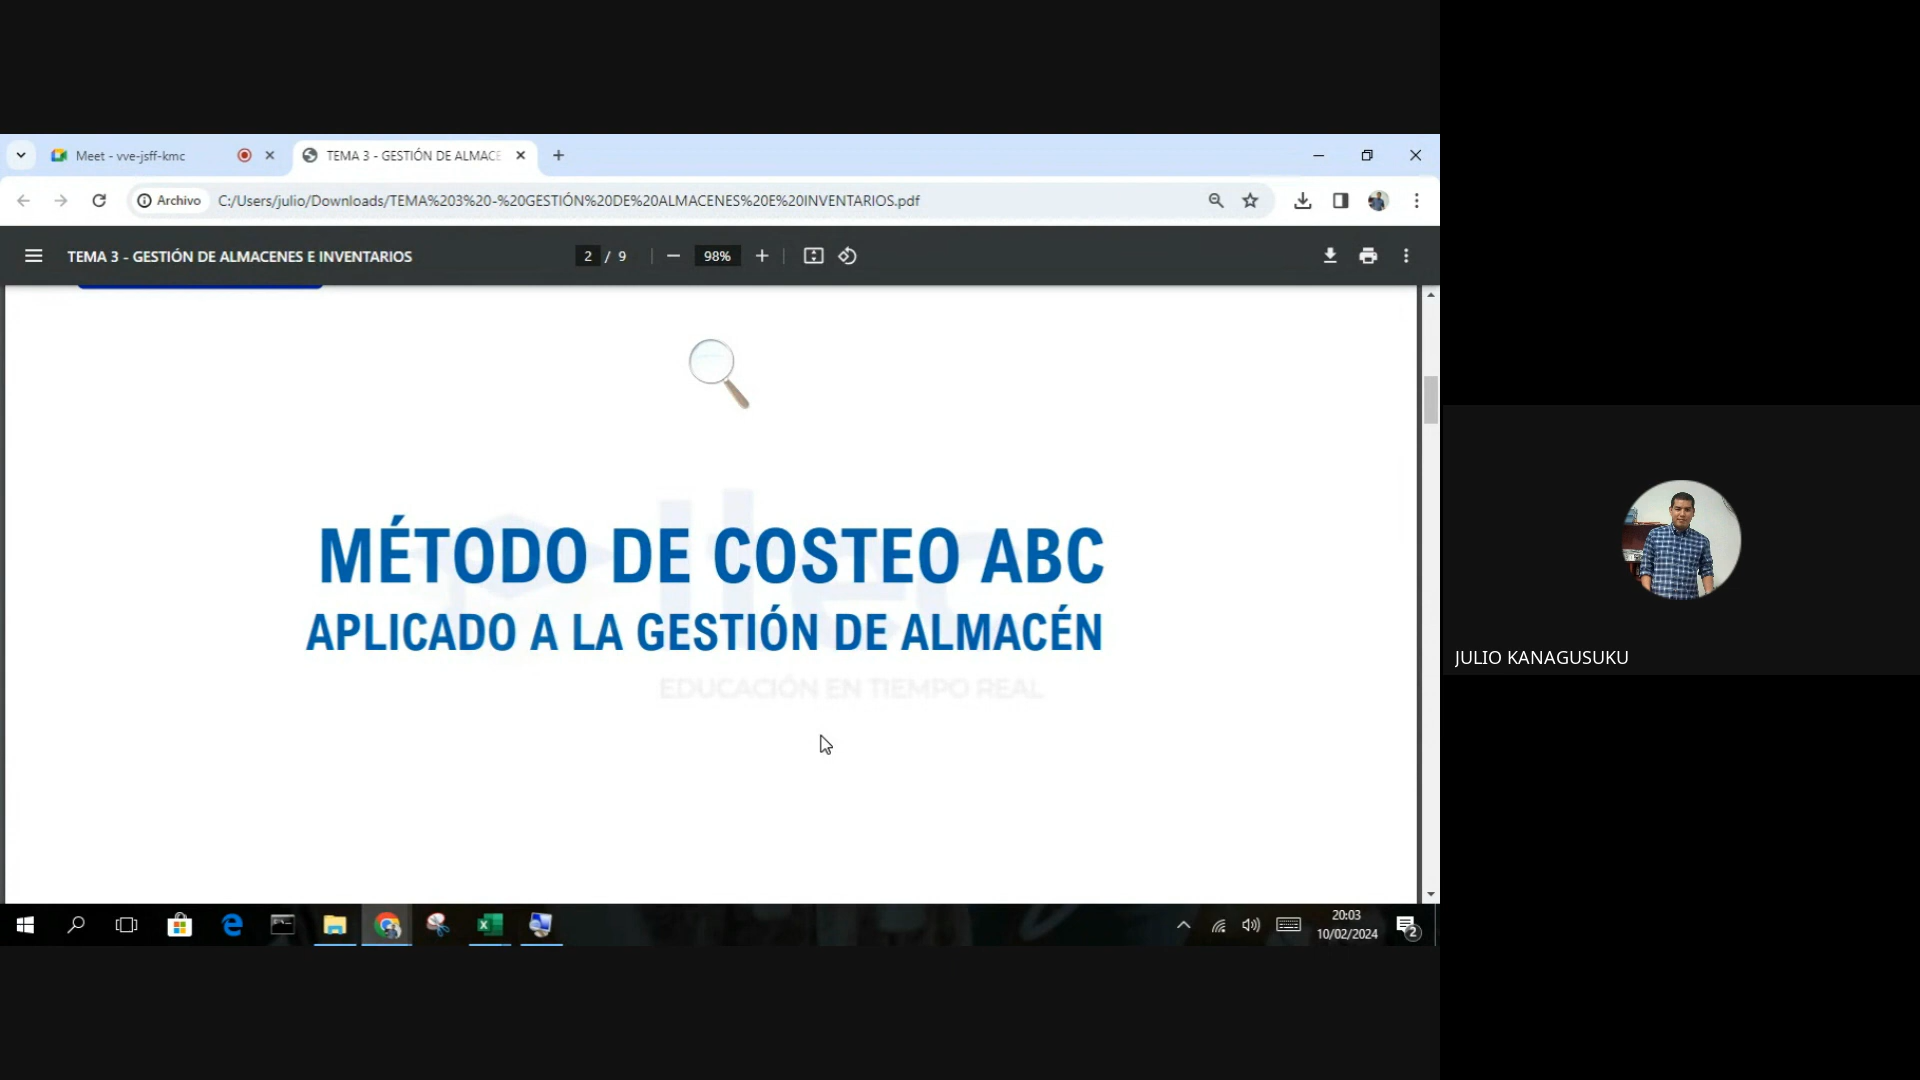 Meet - vve-jsff-kmc
TEMA 3 - GESTIÓN DE ALMACE
Archivo
C:/Users/julio/Downloads/TEMA%203%20-%20GESTIÓN%20DE%20ALMACENES%20E%20INVENTARIOS.pdf
TEMA 3 - GESTIÓN DE ALMACENES E INVENTARIOS
2 / 9
98%
MÉTODO DE COSTEO ABC
APLICADO A LA GESTIÓN DE ALMACÉN
EDUCACIÓN EN TIEMPO REAL
JULIO KANAGUSUKU
20:03
10/02/2024
2